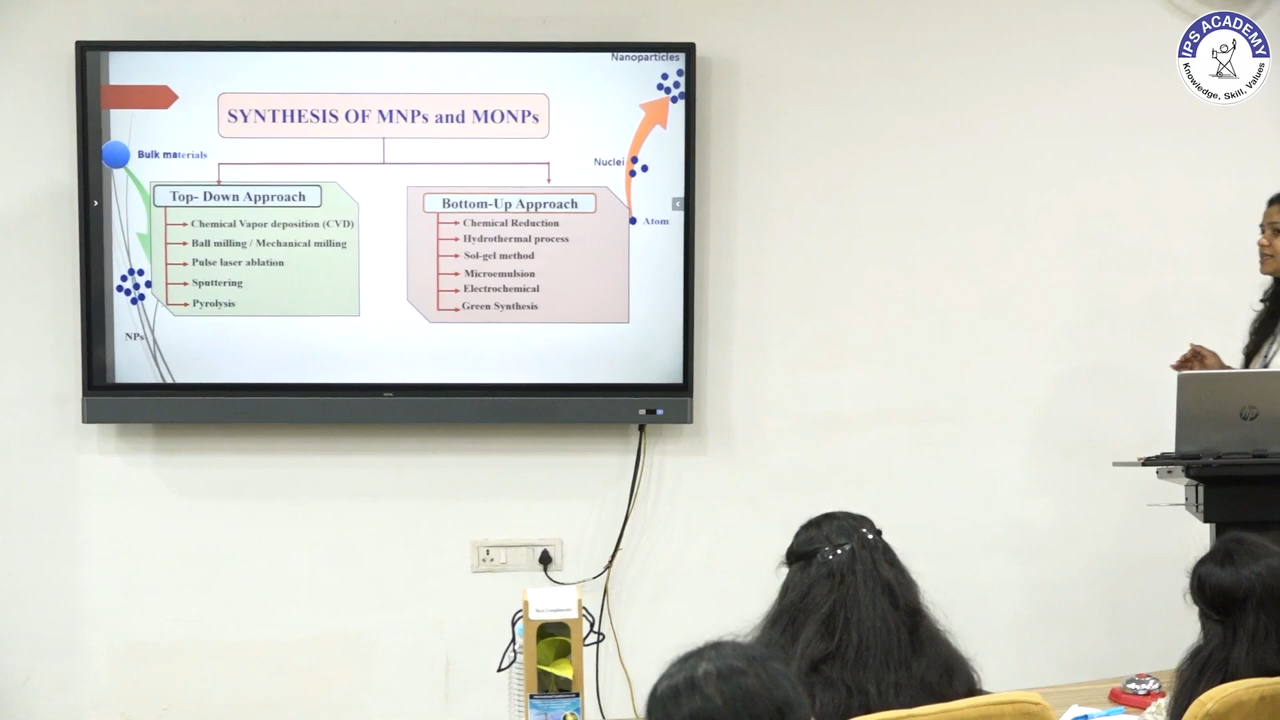 Nanoparticles
SYNTHESIS OF MNPs and MONPs
Bulk materials
Nuclei
Top- Down Approach
Chemical Vapor deposition (CVD)
Ball milling / Mechanical milling
Pulse laser ablation
Sputtering
Pyrolysis
NPs
Bottom-Up Approach
Chemical Reduction
Hydrothermal process
Sol-gel method
Microemulsion
Electrochemical
Green Synthesis
Atom
IPS ACADEMY
Knowledge, Skill, Values
hp